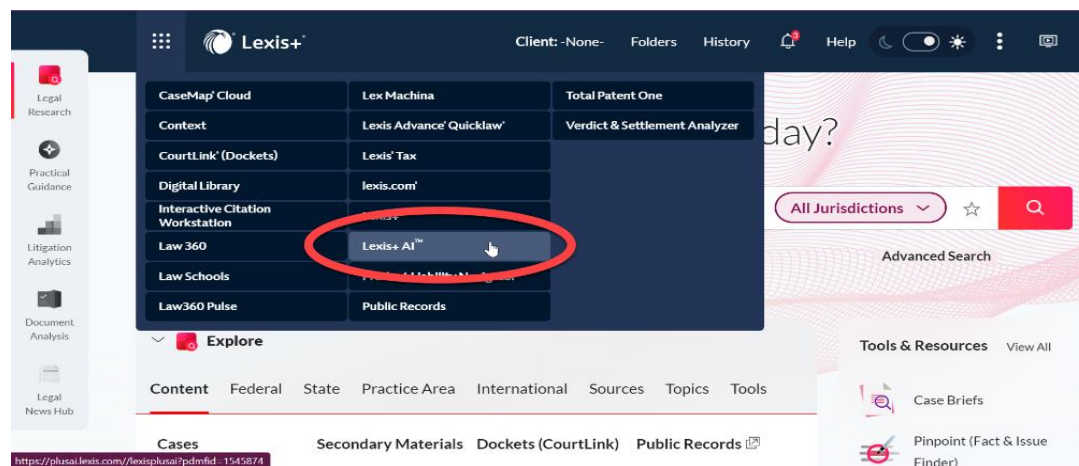 Lexis+
Client: -None- Folders History 3 Help
Legal
Research
Practical
Guidance
Litigation
Analytics
Document
Analysis
Legal
News Hub
CaseMap® Cloud Lex Machina Total Patent One
Context Lexis Advance® Quicklaw® Verdict & Settlement Analyzer
CourtLink® (Dockets) Lexis® Tax
Digital Library lexis.com®
Interactive Citation
Workstation
Law 360 Lexis+ AI™
Law Schools
Law360 Pulse Public Records
day?
All Jurisdictions
Advanced Search
Explore
Content Federal State Practice Area International Sources Topics Tools
Cases Secondary Materials Dockets (CourtLink) Public Records
Tools & Resources View All
Case Briefs
Pinpoint (Fact & Issue
Finder)
https://plusai.lexis.com//lexisplusai?pdmfid=1545874